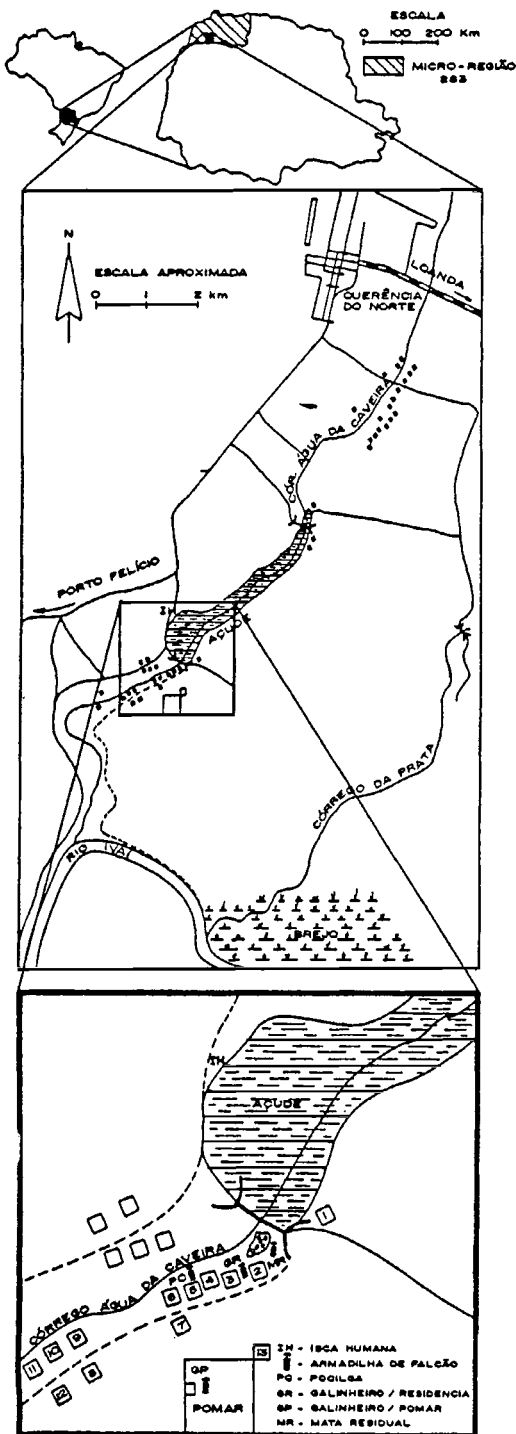 ESCALA
0 100 200 Km
MICRO-REGIÃO
283
N
ESCALA APROXIMADA
0 1 2 km
LOANDA
QUERÊNCIA
DO NORTE
CÓR. ÁGUA DA CAVEIRA
PORTO FELÍCIO
IH
AÇUDE
CÓRREGO DA PRATA
RIO IVAÍ
BREJO
IH
AÇUDE
1
CÓRREGO ÁGUA DA CAVEIRA
PO
GR
MR
6 5 4 3 2
7
11 10 9
12 8
13
GP
POMAR
IH - ISCA HUMANA
- ARMADILHA DE FALCÃO
PO - POCILGA
GR - GALINHEIRO / RESIDENCIA
GP - GALINHEIRO / POMAR
MR - MATA RESIDUAL